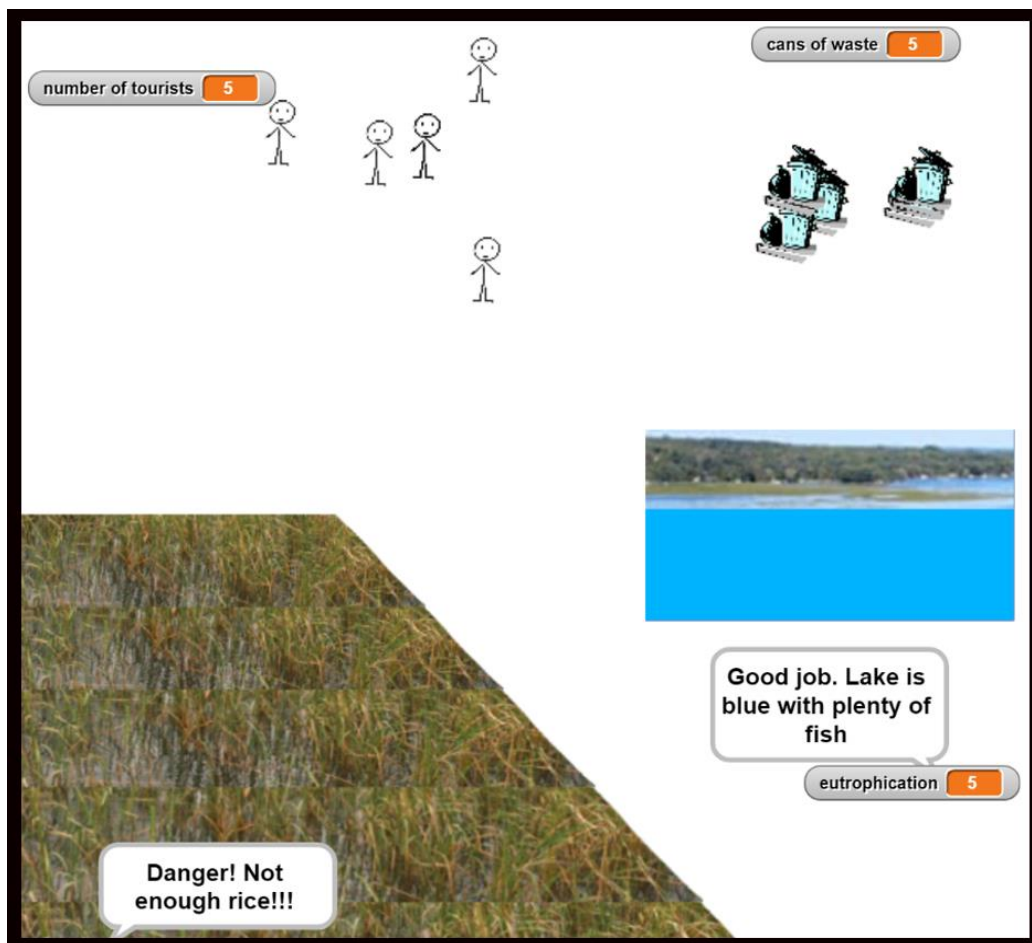 cans of waste 5
number of tourists 5
Good job. Lake is
blue with plenty of
fish
eutrophication 5
Danger! Not
enough rice!!!